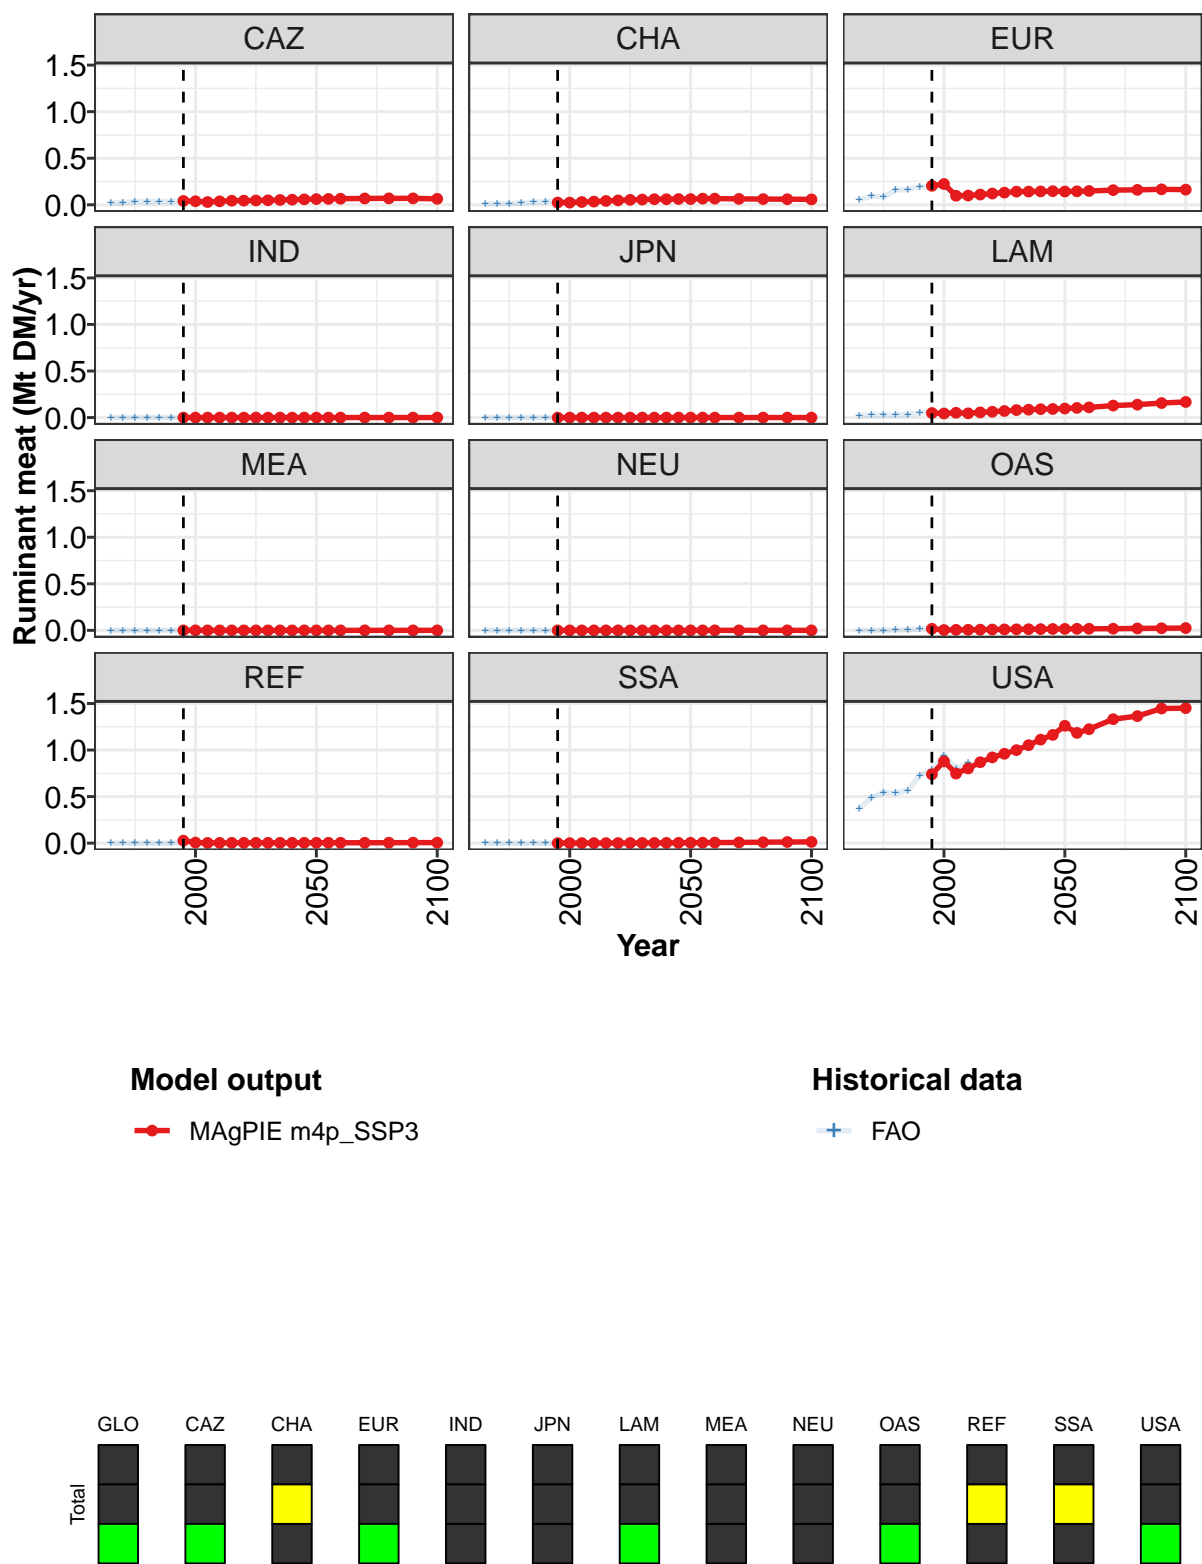 CAZ CHA EUR
1.5
1.0
0.5
0.0
IND JPN LAM
1.5
1.0
0.5
0.0
MEA NEU OAS
1.5
1.0
0.5
0.0
REF SSA USA
1.5
1.0
0.5
0.0
2000 2050 2100 2000 2050 2100 2000 2050 2100
Ruminant meat (Mt DM/yr)
Year
Model output
MAgPIE m4p_SSP3
Historical data
FAO
GLO CAZ CHA EUR IND JPN LAM MEA NEU OAS REF SSA USA
Total